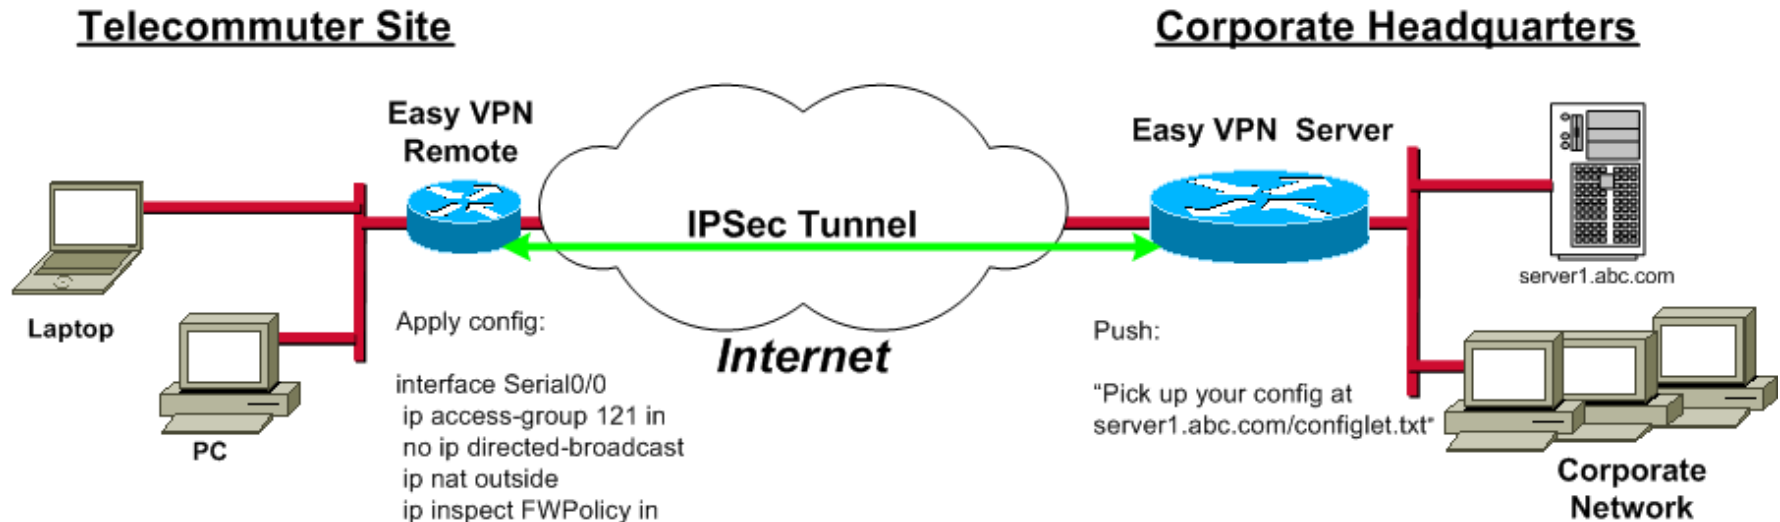 Telecommuter Site
Corporate Headquarters
Easy VPN
Remote
Easy VPN  Server
IPSec Tunnel
server1.abc.com
Laptop
Apply config:
Internet
Push:
interface Serial0/0
ip access-group 121 in
no ip directed-broadcast
ip nat outside
ip inspect FWPolicy in
"Pick up your config at
server1.abc.com/configlet.txt"
PC
Corporate
Network